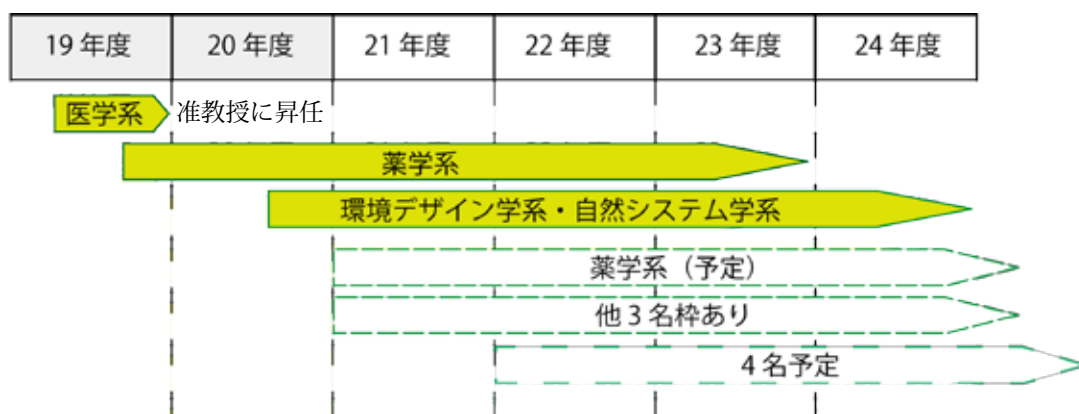 19 年度 20 年度 21 年度 22 年度 23 年度 24 年度
医学系 准教授に昇任
薬学系
環境デザイン学系・自然システム学系
薬学系（予定）
他 3 名枠あり
4 名予定